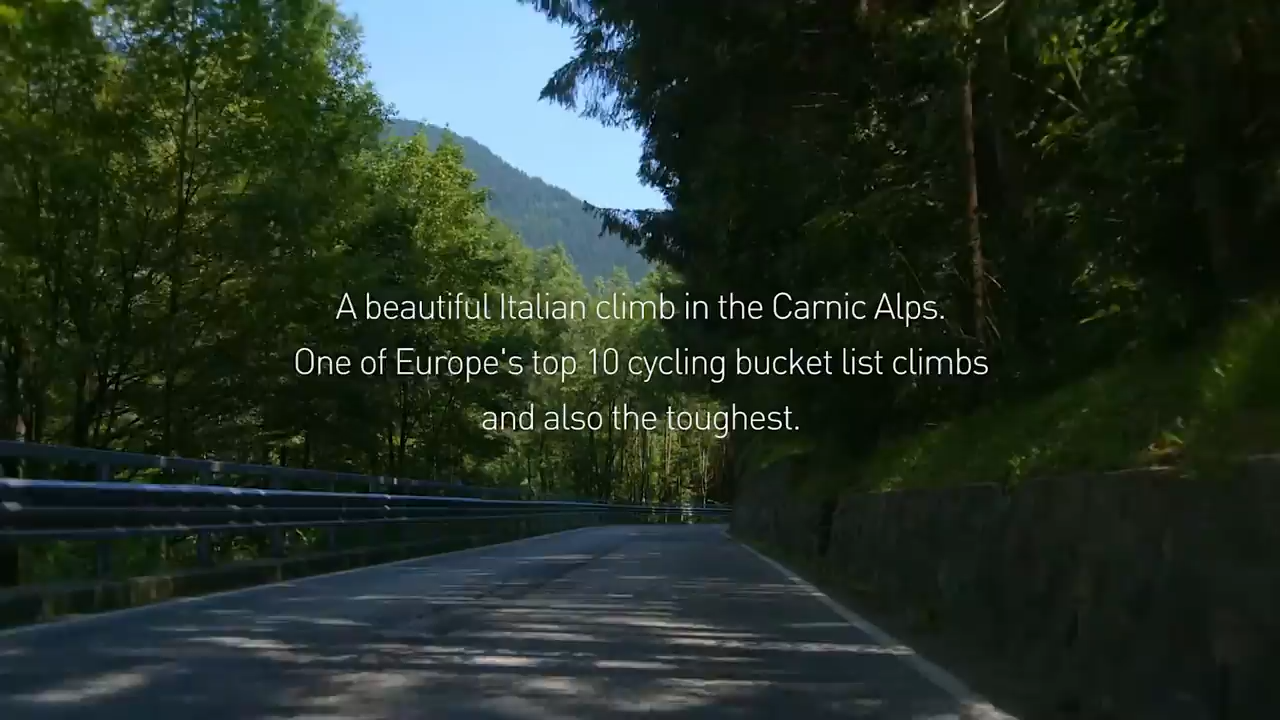 A beautiful Italian climb in the Carnic Alps.
One of Europe's top 10 cycling bucket list climbs
and also the toughest.